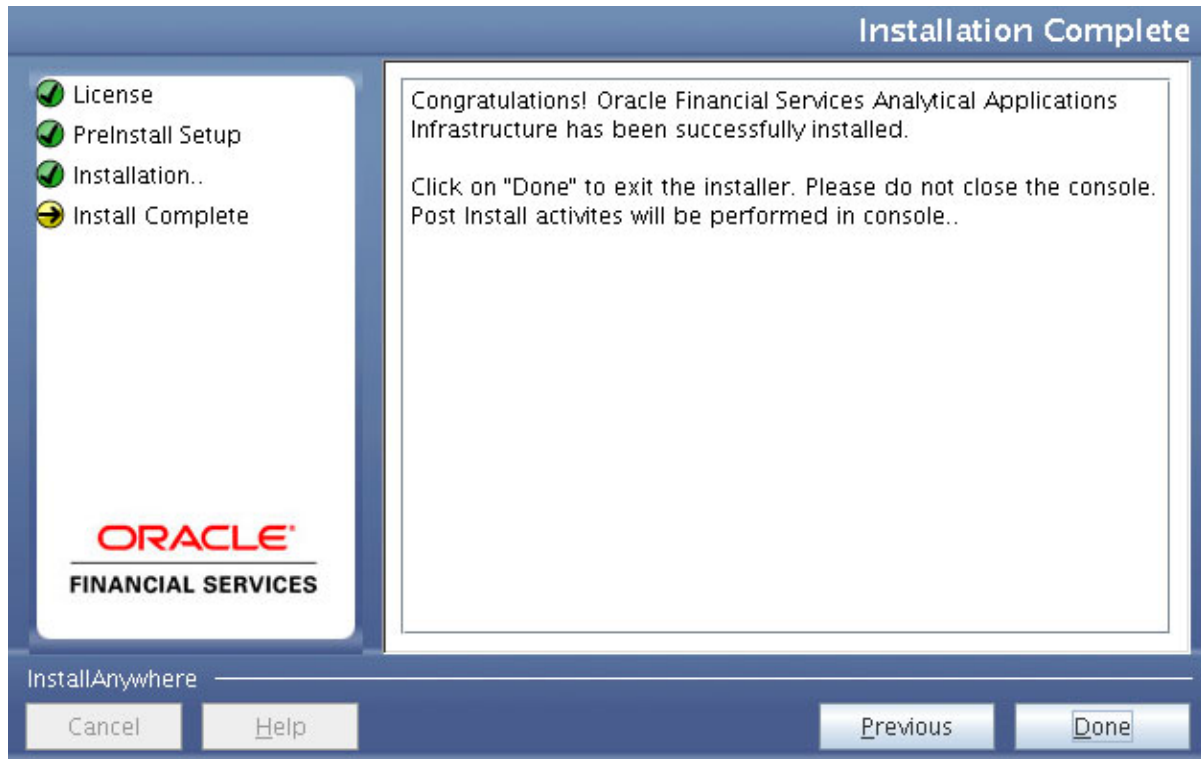 Installation Complete
License
PreInstall Setup
Installation..
Install Complete
ORACLE
FINANCIAL SERVICES
Congratulations! Oracle Financial Services Analytical Applications
Infrastructure has been successfully installed.
Click on "Done" to exit the installer. Please do not close the console.
Post Install activites will be performed in console..
InstallAnywhere
Cancel
Help
Previous
Done